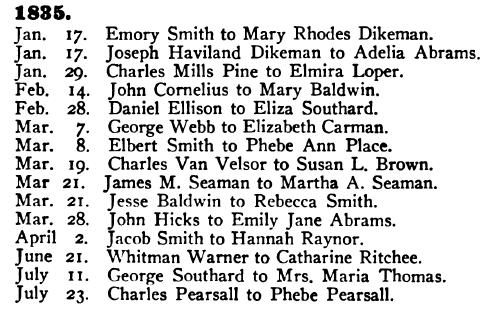 1835.
Jan. 17. Emory Smith to Mary Rhodes Dikeman.
Jan. 17. Joseph Haviland Dikeman to Adelia Abrams.
Jan. 29. Charles Mills Pine to Elmira Loper.
Feb. 14. John Cornelius to Mary Baldwin.
Feb. 28. Daniel Ellison to Eliza Southard.
Mar. 7. George Webb to Elizabeth Carman.
Mar. 8. Elbert Smith to Phebe Ann Place.
Mar. 19. Charles Van Velsor to Susan L. Brown.
Mar 21. James M. Seaman to Martha A. Seaman.
Mar. 21. Jesse Baldwin to Rebecca Smith.
Mar. 28. John Hicks to Emily Jane Abrams.
April 2. Jacob Smith to Hannah Raynor.
June 21. Whitman Warner to Catharine Ritchee.
July 11. George Southard to Mrs. Maria Thomas.
July 23. Charles Pearsall to Phebe Pearsall.